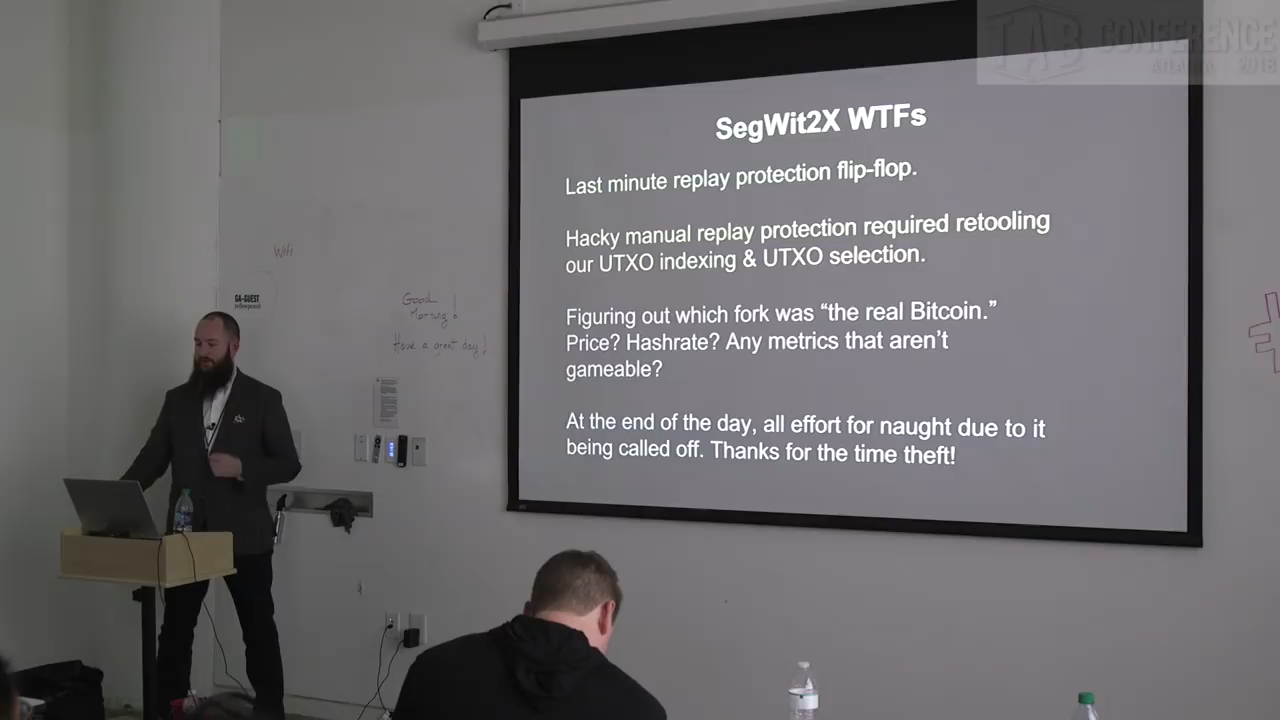 TAB CONFERENCE
ATLANTA 2018
SegWit2X WTFs
Last minute replay protection flip-flop.
Hacky manual replay protection required retooling
our UTXO indexing & UTXO selection.
Figuring out which fork was “the real Bitcoin.”
Price? Hashrate? Any metrics that aren’t
gameable?
At the end of the day, all effort for naught due to it
being called off. Thanks for the time theft!
Wifi
GA-GUEST
Good
Morning!
Have a great day!